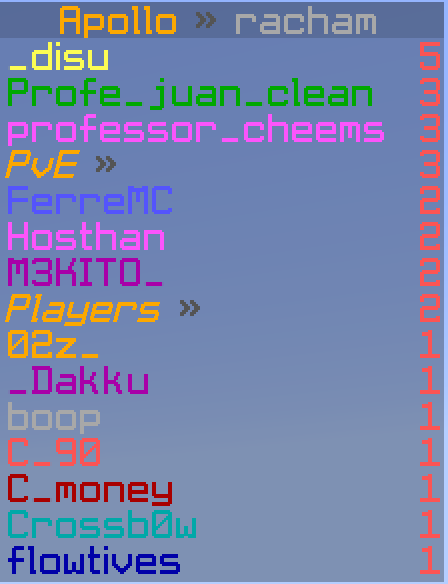 Apollo » racham
_disu 5
Profe_juan_clean 3
professor_cheems 3
PvE » 3
FerreMC 2
Hosthan 2
M3KITO_ 2
Players » 2
02z_ 1
_Dakku 1
boop 1
C_90 1
C_money 1
Crossb0w 1
flowtives 1